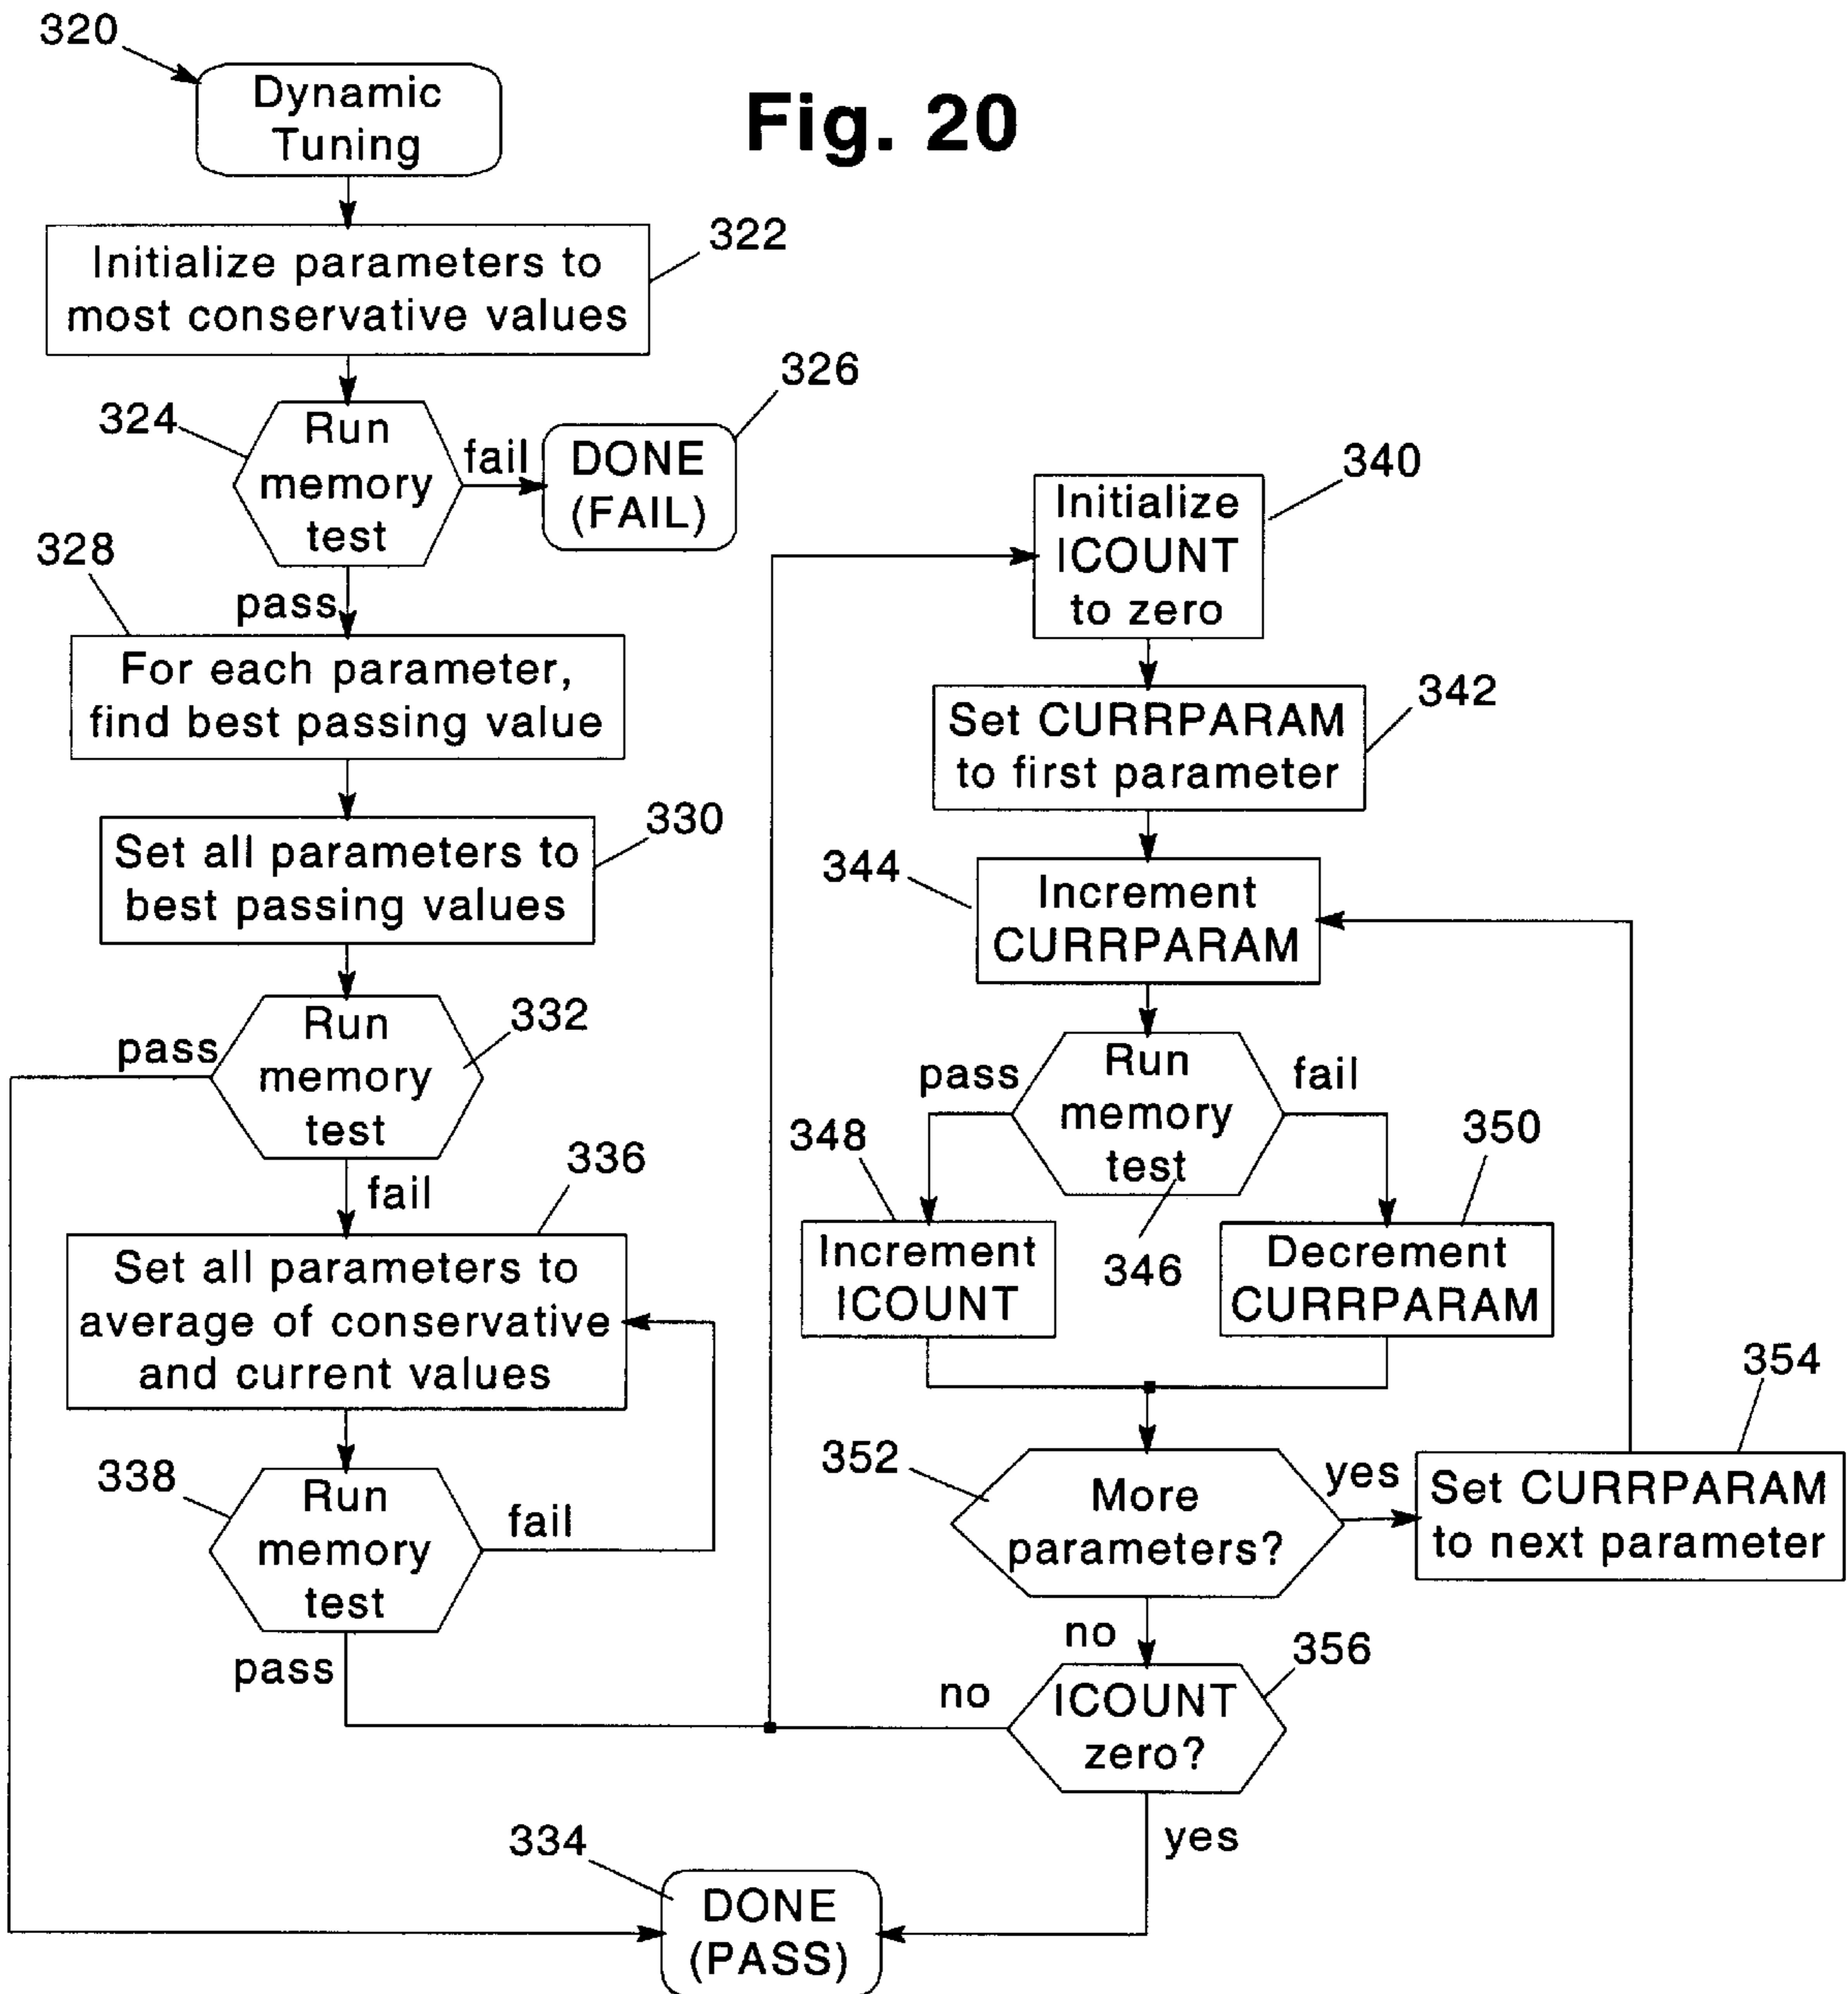 320
Dynamic
Tuning
Fig. 20
322
Initialize parameters to
most conservative values
326
324
Run
memory
test
fail
DONE
(FAIL)
328
pass
For each parameter,
find best passing value
330
Set all parameters to
best passing values
332
Run
memory
test
pass
fail
336
Set all parameters to
average of conservative
and current values
338
Run
memory
test
fail
pass
340
Initialize
ICOUNT
to zero
342
Set CURRPARAM
to first parameter
344
Increment
CURRPARAM
pass
Run
memory
test
fail
346
348
Increment
ICOUNT
350
Decrement
CURRPARAM
352
More
parameters?
yes
354
Set CURRPARAM
to next parameter
no
356
ICOUNT
zero?
no
yes
334
DONE
(PASS)